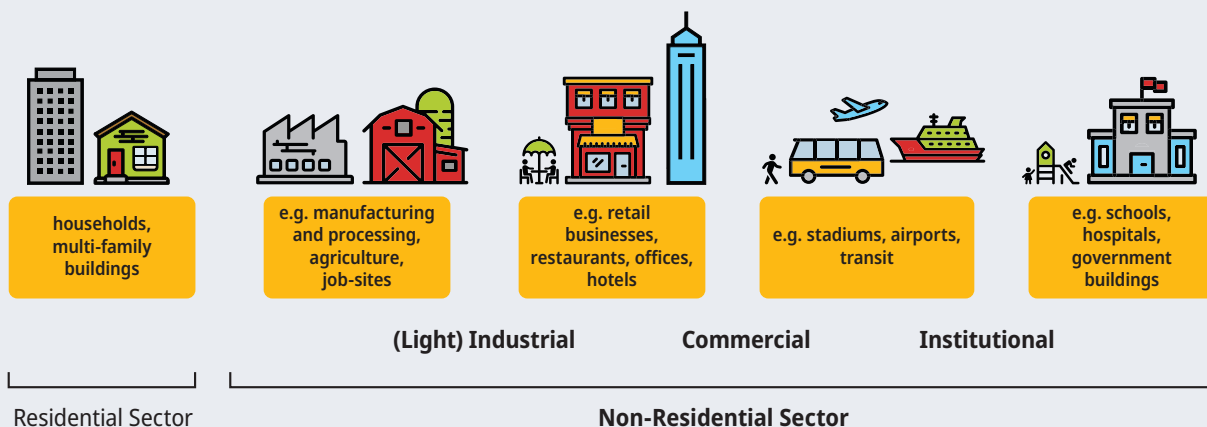 households,
multi-family
buildings
e.g. manufacturing
and processing,
agriculture,
job-sites
e.g. retail
businesses,
restaurants, offices,
hotels
e.g. stadiums, airports,
transit
e.g. schools,
hospitals,
government
buildings
(Light) Industrial
Commercial
Institutional
Residential Sector
Non-Residential Sector